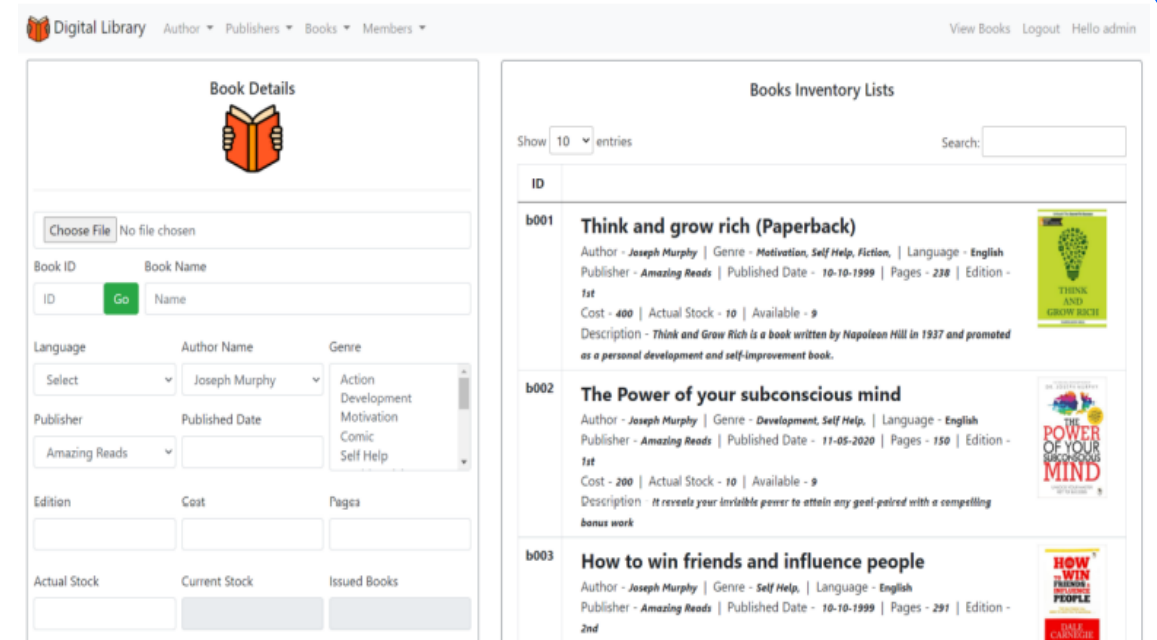 Digital Library Author Publishers Books Members View Books Logout Hello admin
Book Details
Choose File No file chosen
Book ID Book Name
ID Go Name
Language Author Name Genre
Select Joseph Murphy Action
Development
Motivation
Comic
Self Help
Publisher Published Date
Amazing Reads
Edition Cost Pages
Actual Stock Current Stock Issued Books
Books Inventory Lists
Show 10 entries Search:
ID
b001 Think and grow rich (Paperback)
Author - Joseph Murphy | Genre - Motivation, Self Help, Fiction, | Language - English
Publisher - Amazing Reads | Published Date - 10-10-1999 | Pages - 238 | Edition -
1st
Cost - 400 | Actual Stock - 10 | Available - 9
Description - Think and Grow Rich is a book written by Napoleon Hill in 1937 and promoted
as a personal development and self-improvement book.
THINK
AND
GROW RICH
b002 The Power of your subconscious mind
Author - Joseph Murphy | Genre - Development, Self Help, | Language - English
Publisher - Amazing Reads | Published Date - 11-05-2020 | Pages - 150 | Edition -
1st
Cost - 200 | Actual Stock - 10 | Available - 9
Description - It reveals your invisible power to attain any goal-paired with a compelling
bonus work
DR. JOSEPH MURPHY
THE
POWER
OF YOUR
SUBCONSCIOUS
MIND
b003 How to win friends and influence people
Author - Joseph Murphy | Genre - Self Help, | Language - English
Publisher - Amazing Reads | Published Date - 10-10-1999 | Pages - 291 | Edition -
2nd
HOW
TO WIN
FRIENDS &
INFLUENCE
PEOPLE
DALE
CARNEGIE